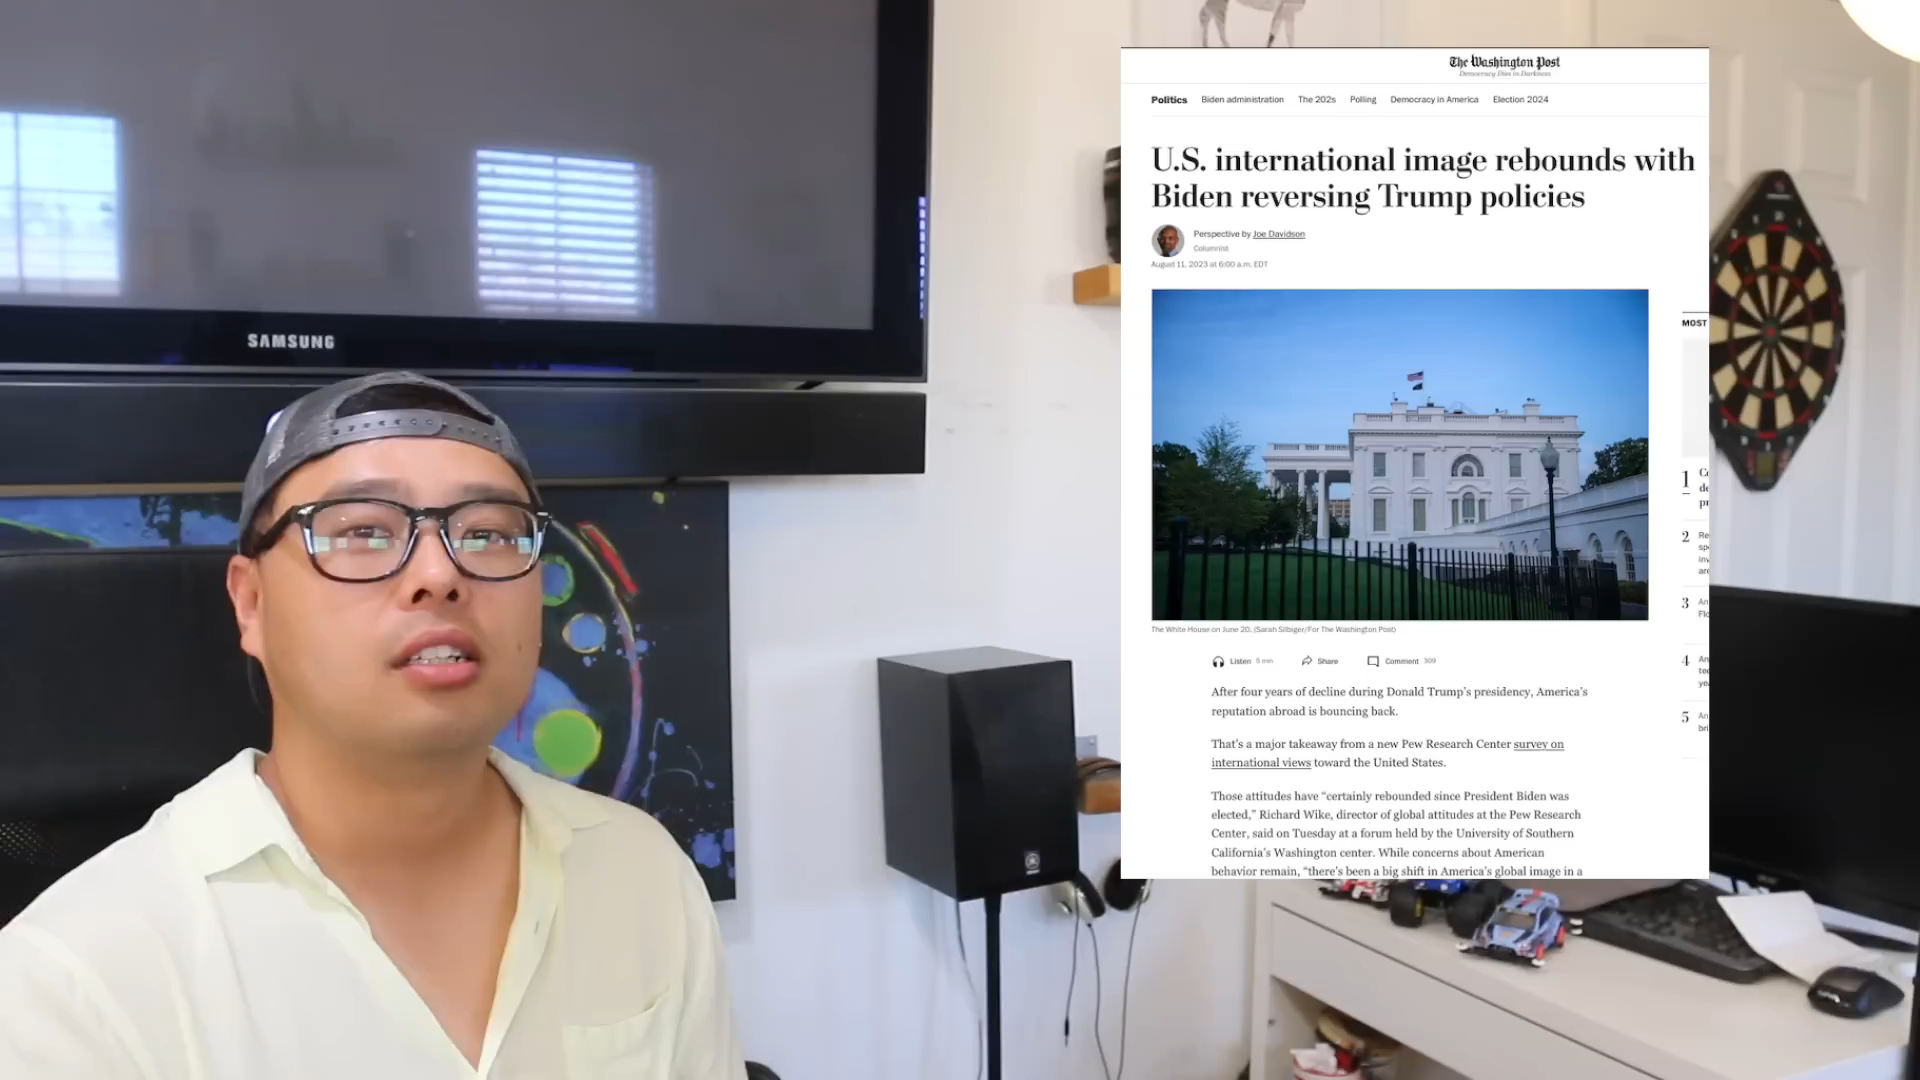 SAMSUNG
The Washington Post
Democracy Dies in Darkness
Politics Biden administration The 202s Polling Democracy in America Election 2024
U.S. international image rebounds with
Biden reversing Trump policies
Perspective by Joe Davidson
Columnist
August 11, 2023 at 6:00 a.m. EDT
MOST
The White House on June 20. (Sarah Silbiger/For The Washington Post)
Listen 5 min Share Comment 309
After four years of decline during Donald Trump's presidency, America's
reputation abroad is bouncing back.
That's a major takeaway from a new Pew Research Center survey on
international views toward the United States.
Those attitudes have “certainly rebounded since President Biden was
elected,” Richard Wike, director of global attitudes at the Pew Research
Center, said on Tuesday at a forum held by the University of Southern
California's Washington center. While concerns about American
behavior remain, “there's been a big shift in America's global image in a
1
2
3
4
5